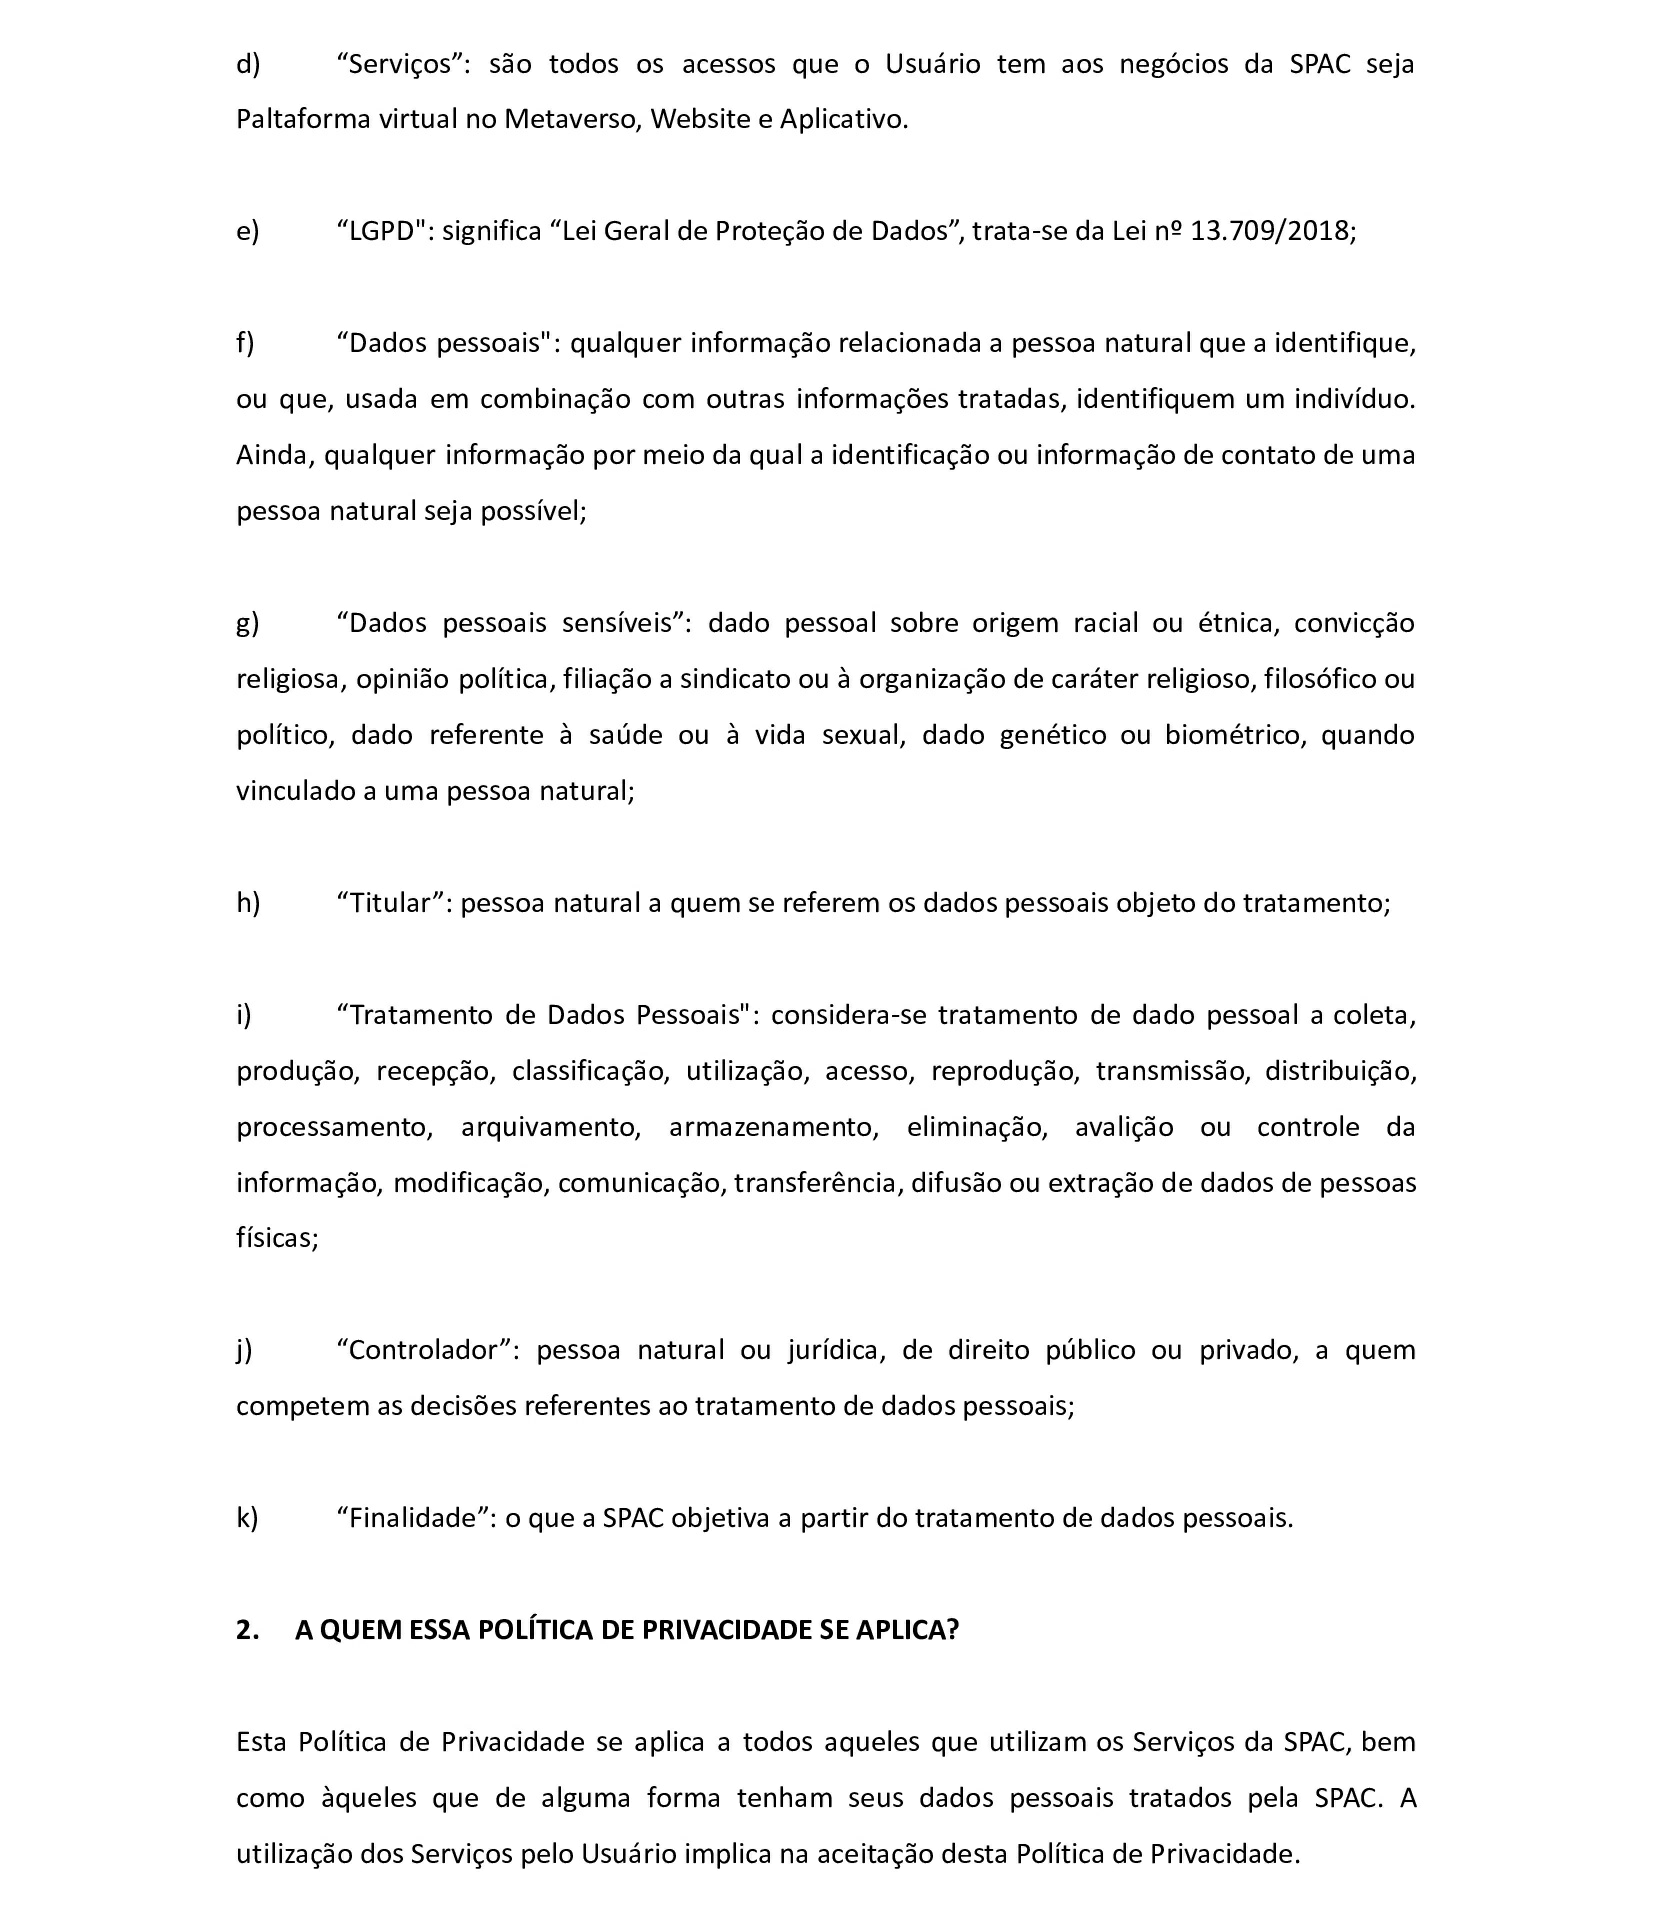 d) “Serviços”: são todos os acessos que o Usuário tem aos negócios da SPAC seja
Paltaforma virtual no Metaverso, Website e Aplicativo.
e) “LGPD": significa “Lei Geral de Proteção de Dados”, trata-se da Lei nº 13.709/2018;
f) “Dados pessoais": qualquer informação relacionada a pessoa natural que a identifique,
ou que, usada em combinação com outras informações tratadas, identifiquem um indivíduo.
Ainda, qualquer informação por meio da qual a identificação ou informação de contato de uma
pessoa natural seja possível;
g) “Dados pessoais sensíveis”: dado pessoal sobre origem racial ou étnica, convicção
religiosa, opinião política, filiação a sindicato ou à organização de caráter religioso, filosófico ou
político, dado referente à saúde ou à vida sexual, dado genético ou biométrico, quando
vinculado a uma pessoa natural;
h) “Titular”: pessoa natural a quem se referem os dados pessoais objeto do tratamento;
i) “Tratamento de Dados Pessoais": considera-se tratamento de dado pessoal a coleta,
produção, recepção, classificação, utilização, acesso, reprodução, transmissão, distribuição,
processamento, arquivamento, armazenamento, eliminação, avalição ou controle da
informação, modificação, comunicação, transferência, difusão ou extração de dados de pessoas
físicas;
j) “Controlador”: pessoa natural ou jurídica, de direito público ou privado, a quem
competem as decisões referentes ao tratamento de dados pessoais;
k) “Finalidade”: o que a SPAC objetiva a partir do tratamento de dados pessoais.
2. A QUEM ESSA POLÍTICA DE PRIVACIDADE SE APLICA?
Esta Política de Privacidade se aplica a todos aqueles que utilizam os Serviços da SPAC, bem
como àqueles que de alguma forma tenham seus dados pessoais tratados pela SPAC. A
utilização dos Serviços pelo Usuário implica na aceitação desta Política de Privacidade.